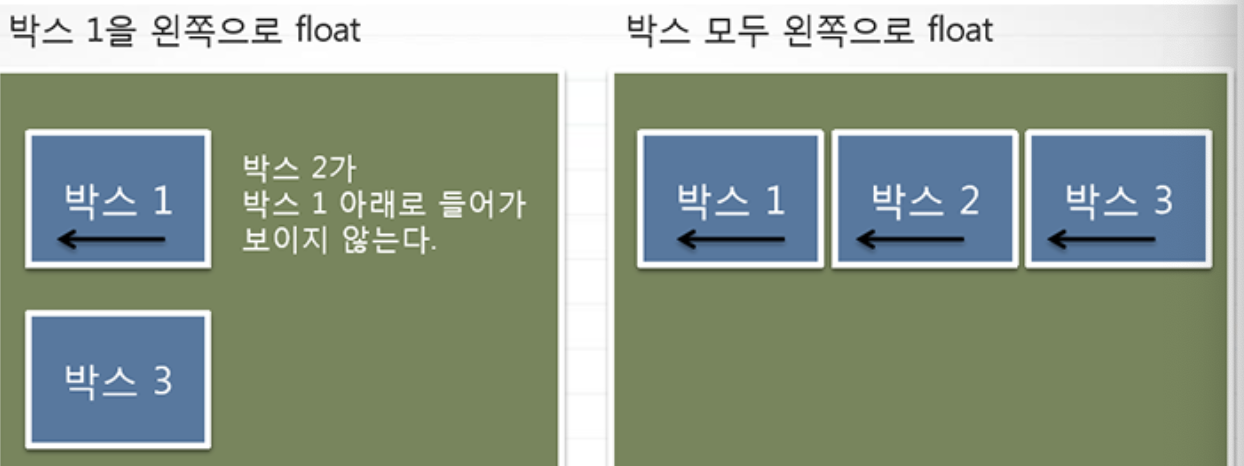 박스 1을 왼쪽으로 float
박스 1
박스 2가
박스 1 아래로 들어가
보이지 않는다.
박스 3
박스 모두 왼쪽으로 float
박스 1
박스 2
박스 3